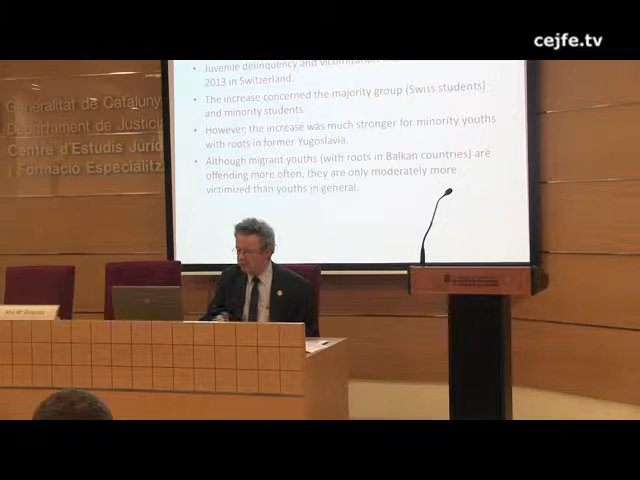 cejfe.tv
Juvenile delinquency and victimization
2013 in Switzerland.
• The increase concerned the majority group (Swiss students)
and minority students
• However, the increase was much stronger for minority youths
with roots in former Yugoslavia.
• Although migrant youths (with roots in Balkan countries) are
offending more often, they are only moderately more
victimized than youths in general.
Generalitat de Catalunya
Departament de Justícia
Centre d'Estudis Juríd
i Formació Especialitz